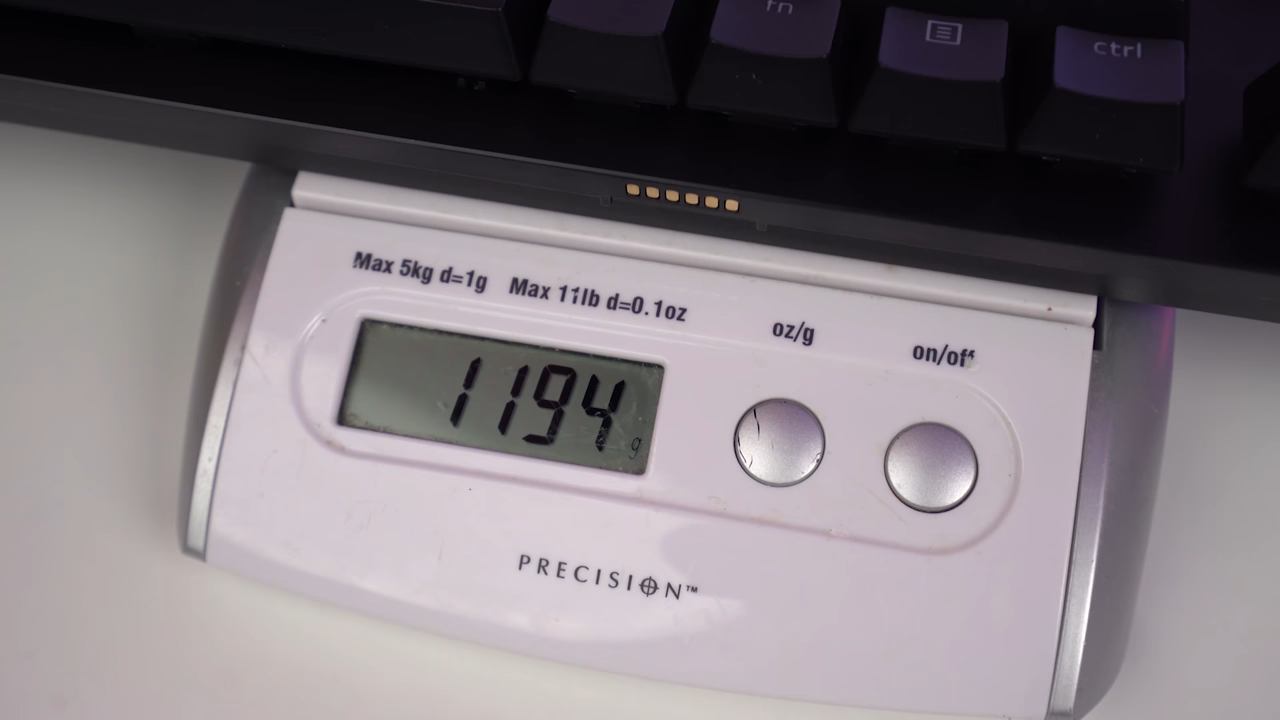 fn
ctrl
Max 5kg d=1g Max 11lb d=0.1oz
oz/g
on/off
1194 g
PRECISION™